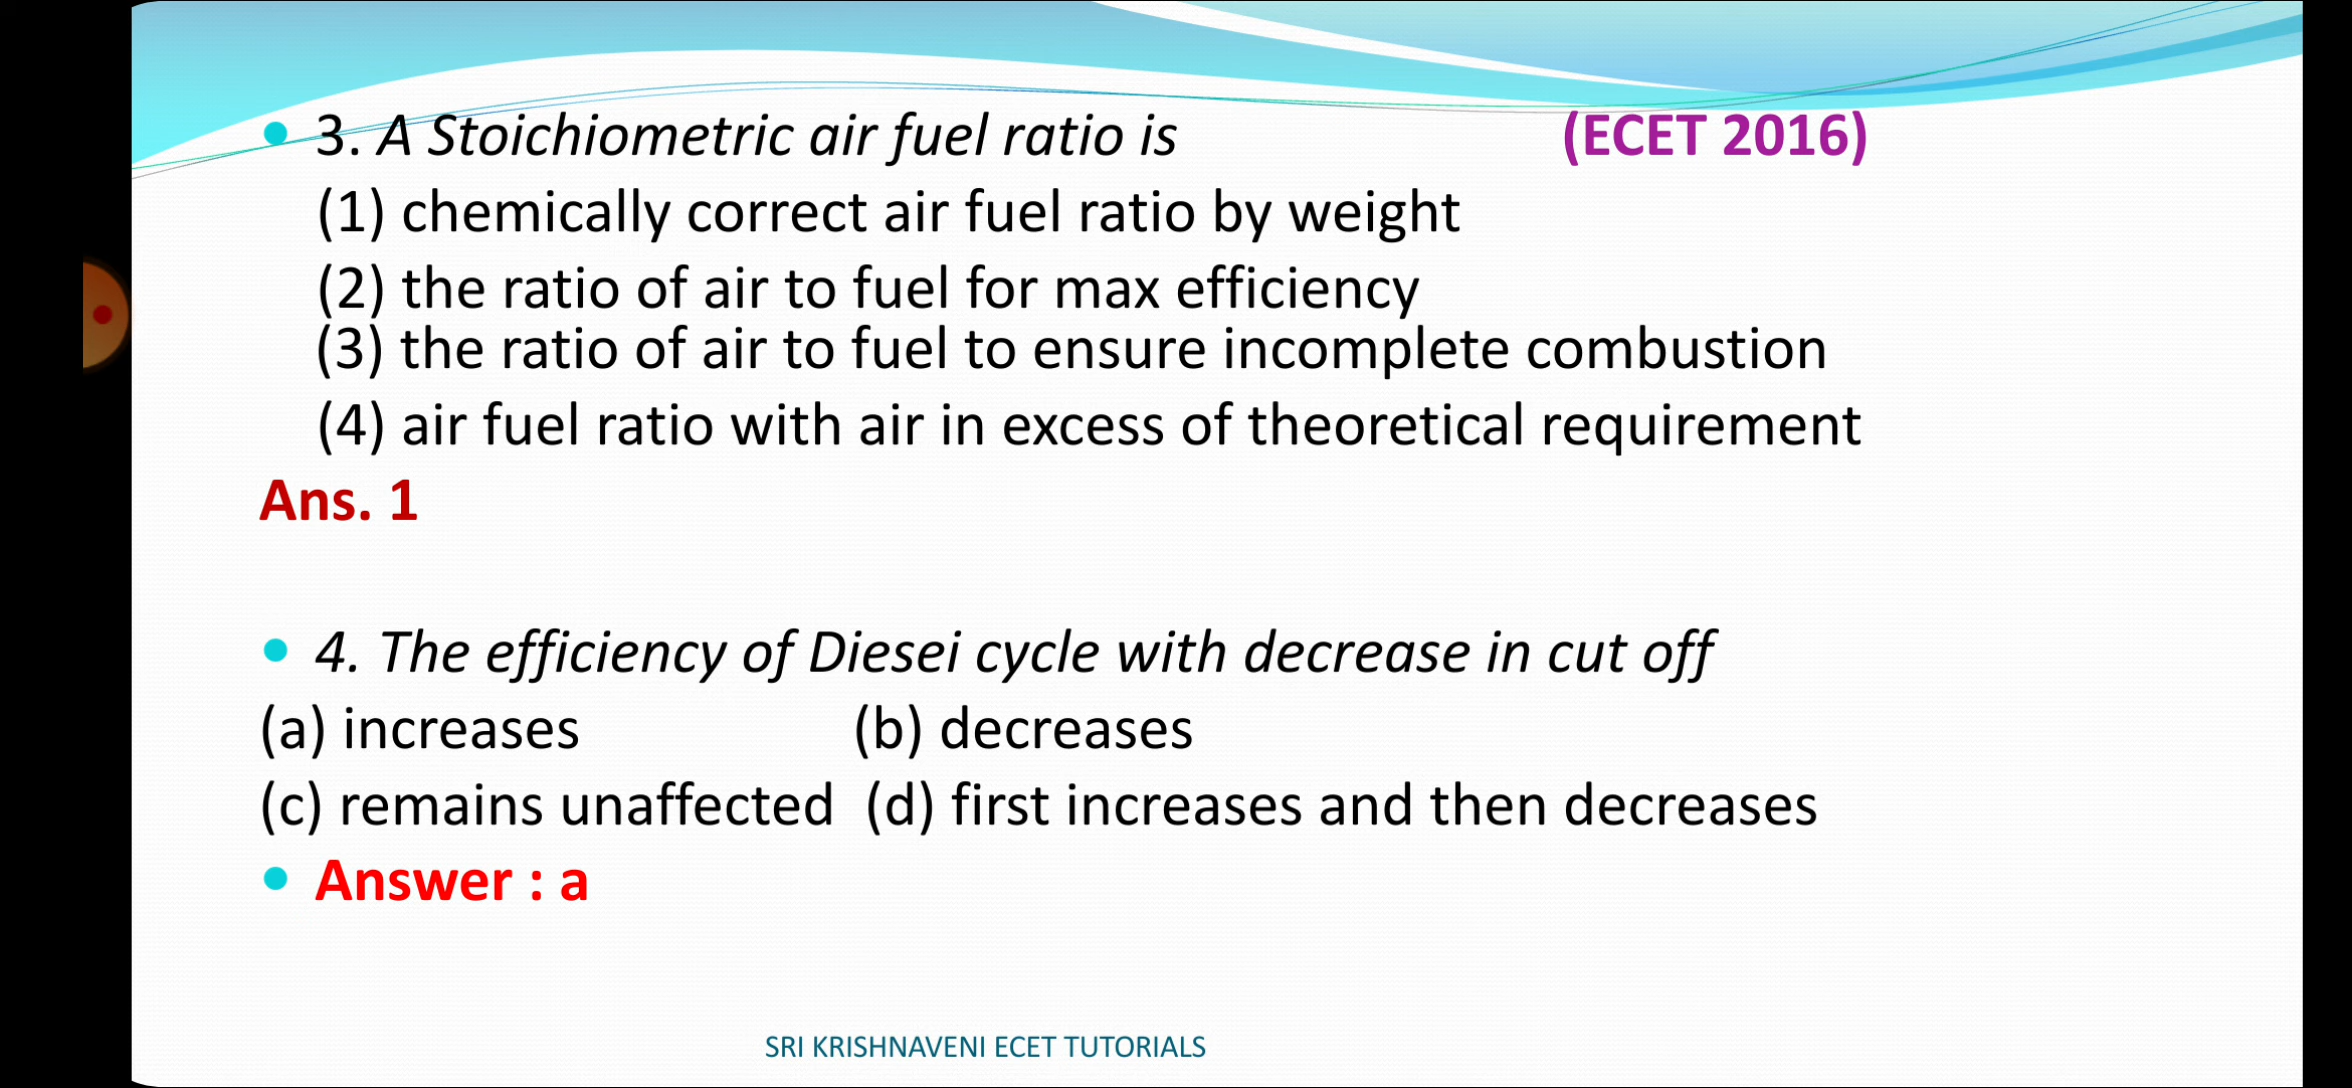 3. A Stoichiometric air fuel ratio is (ECET 2016)
(1) chemically correct air fuel ratio by weight
(2) the ratio of air to fuel for max efficiency
(3) the ratio of air to fuel to ensure incomplete combustion
(4) air fuel ratio with air in excess of theoretical requirement
Ans. 1
4. The efficiency of Diesei cycle with decrease in cut off
(a) increases (b) decreases
(c) remains unaffected (d) first increases and then decreases
Answer : a
SRI KRISHNAVENI ECET TUTORIALS